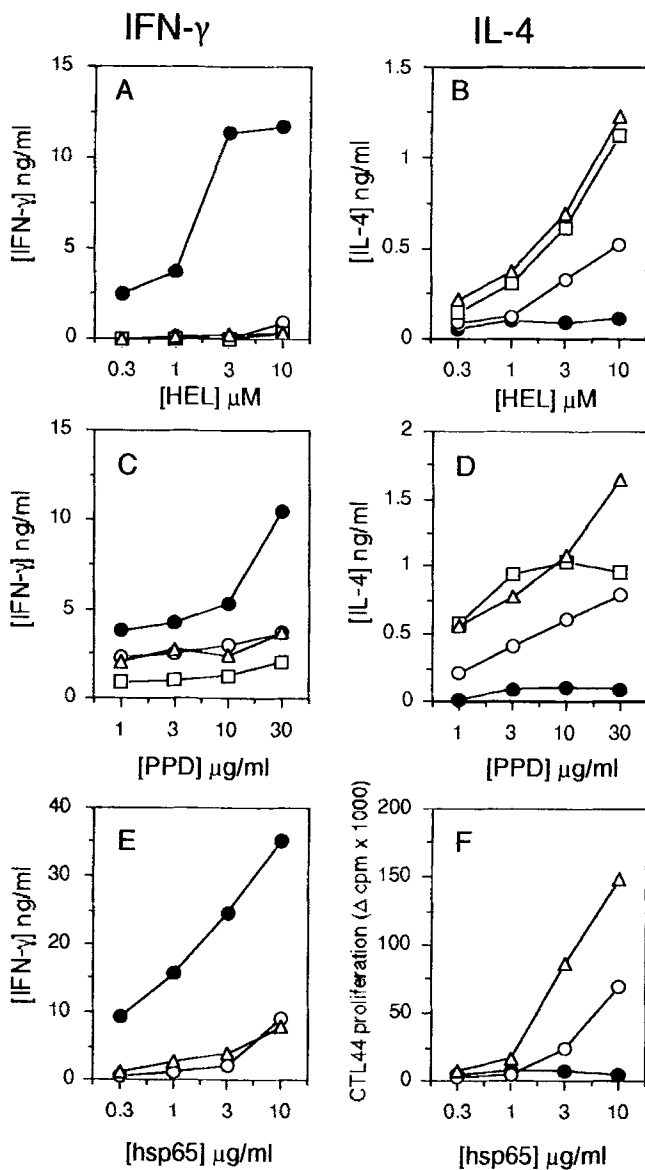 IFN-γ
IL-4
A
15
10
5
0
[IFN-γ] ng/ml
0.3 1 3 10
[HEL] μM
B
1.5
1
0.5
0
[IL-4] ng/ml
0.3 1 3 10
[HEL] μM
C
15
10
5
0
[IFN-γ] ng/ml
1 3 10 30
[PPD] μg/ml
D
2
1.5
1
0.5
0
[IL-4] ng/ml
1 3 10 30
[PPD] μg/ml
E
40
30
20
10
0
[IFN-γ] ng/ml
0.3 1 3 10
[hsp65] μg/ml
F
200
150
100
50
0
CTL44 proliferation (Δ cpm x 1000)
0.3 1 3 10
[hsp65] μg/ml